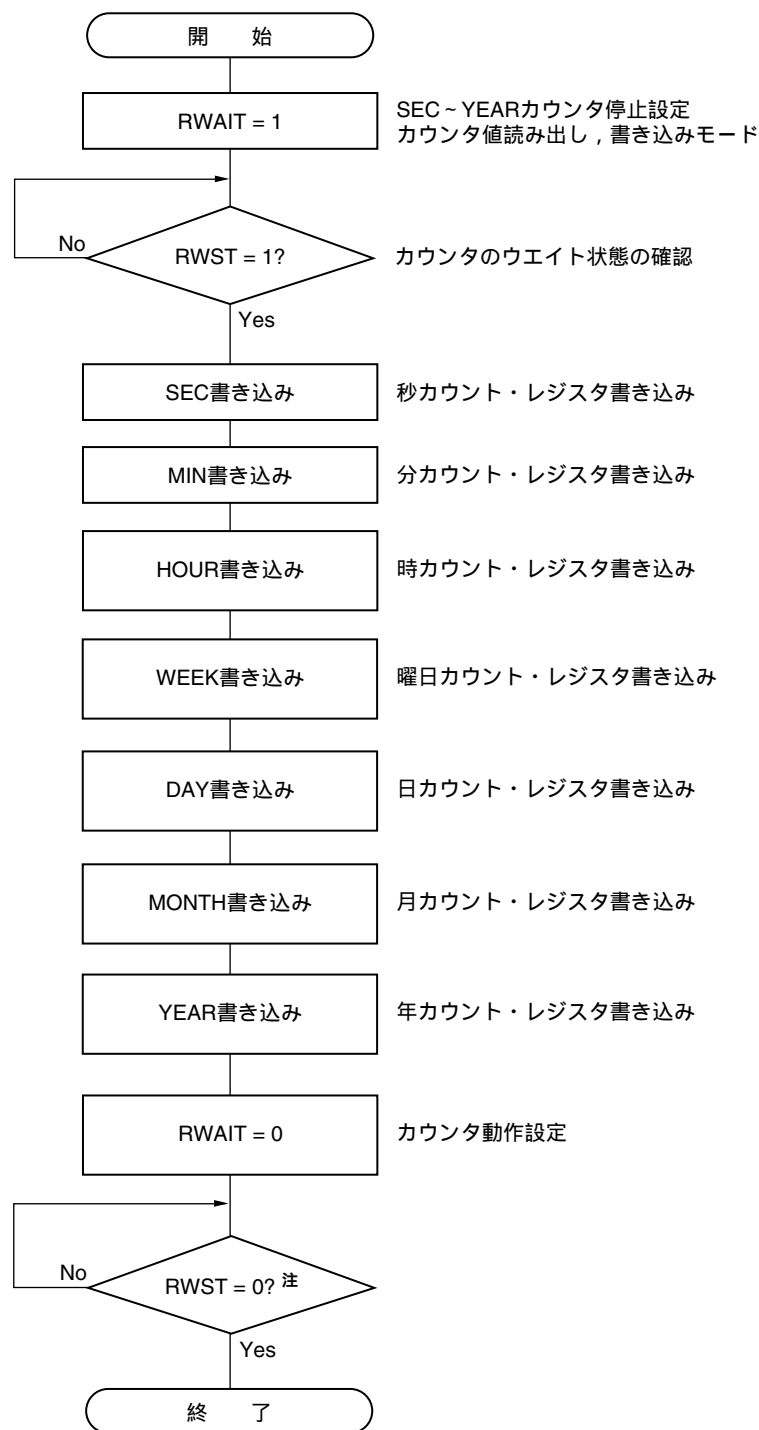 開　始
RWAIT = 1
SEC～YEARカウンタ停止設定
カウンタ値読み出し，書き込みモード
No
RWST = 1?
カウンタのウエイト状態の確認
Yes
SEC書き込み
秒カウント・レジスタ書き込み
MIN書き込み
分カウント・レジスタ書き込み
HOUR書き込み
時カウント・レジスタ書き込み
WEEK書き込み
曜日カウント・レジスタ書き込み
DAY書き込み
日カウント・レジスタ書き込み
MONTH書き込み
月カウント・レジスタ書き込み
YEAR書き込み
年カウント・レジスタ書き込み
RWAIT = 0
カウンタ動作設定
No
RWST = 0? 注
Yes
終　了